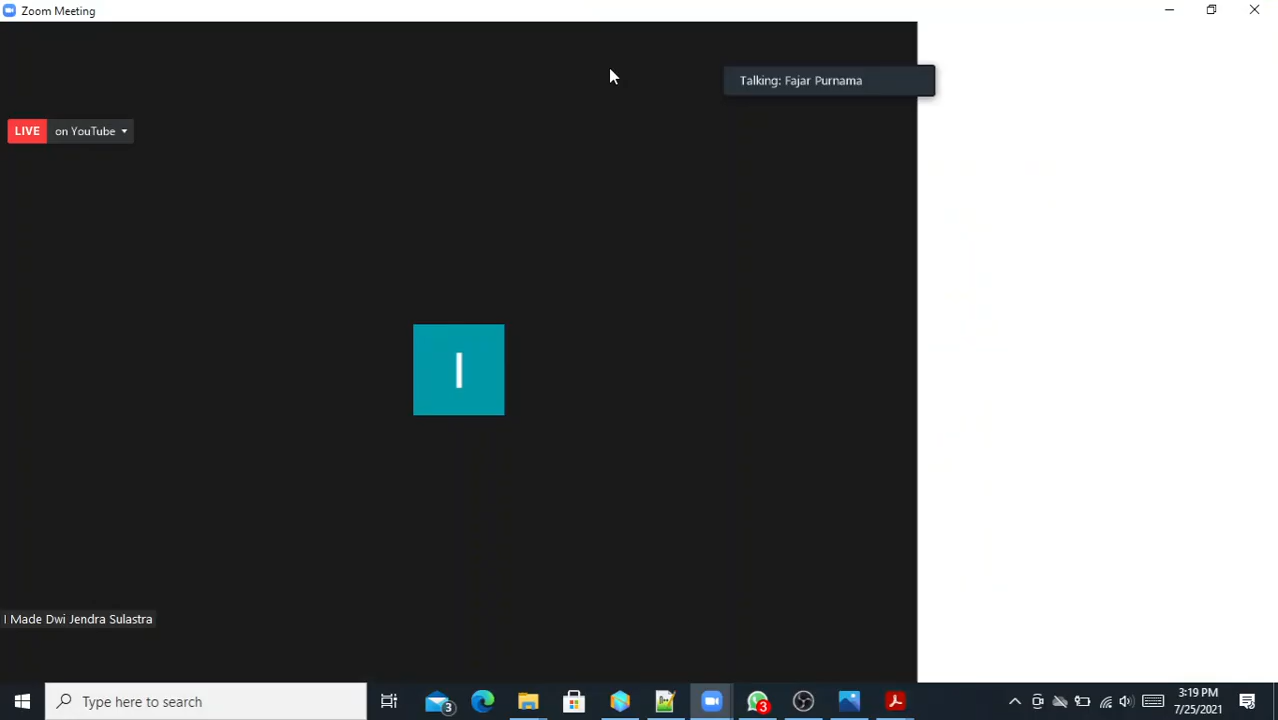 Zoom Meeting
Talking: Fajar Purnama
LIVE on YouTube
I
I Made Dwi Jendra Sulastra
Type here to search
3
3
3:19 PM
7/25/2021